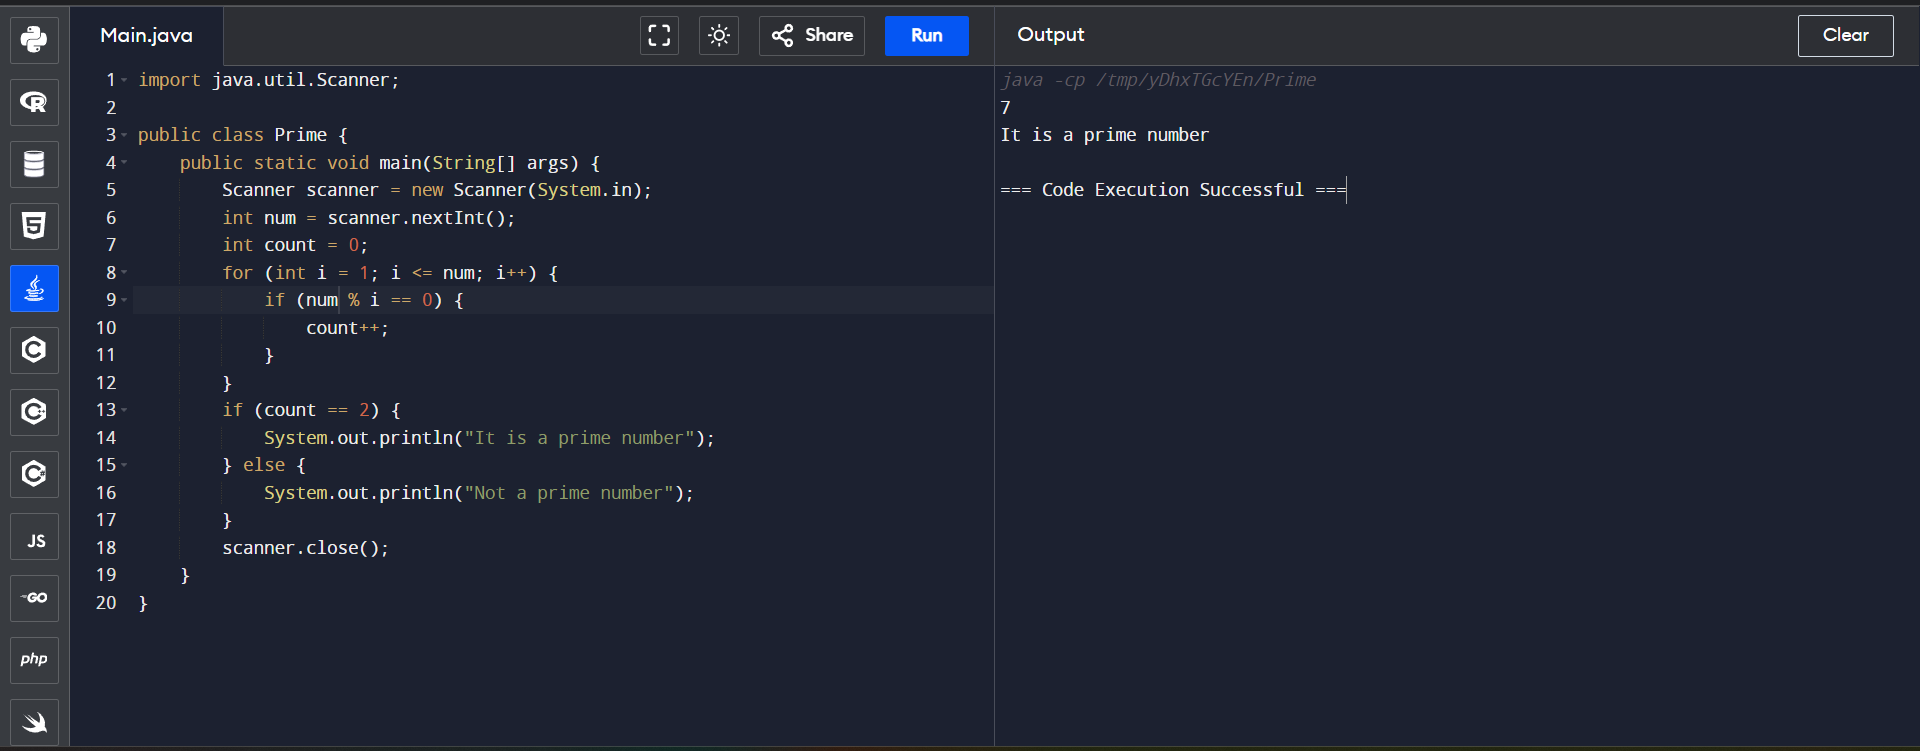 Main.java
Share
Run
Output
Clear
1 import java.util.Scanner;
2
3 public class Prime {
4     public static void main(String[] args) {
5         Scanner scanner = new Scanner(System.in);
6         int num = scanner.nextInt();
7         int count = 0;
8         for (int i = 1; i <= num; i++) {
9             if (num % i == 0) {
10                 count++;
11             }
12         }
13         if (count == 2) {
14             System.out.println("It is a prime number");
15         } else {
16             System.out.println("Not a prime number");
17         }
18         scanner.close();
19     }
20 }
java -cp /tmp/yDhxTGcYEn/Prime
7
It is a prime number
=== Code Execution Successful ===
R
5
C
C
C#
JS
GO
php